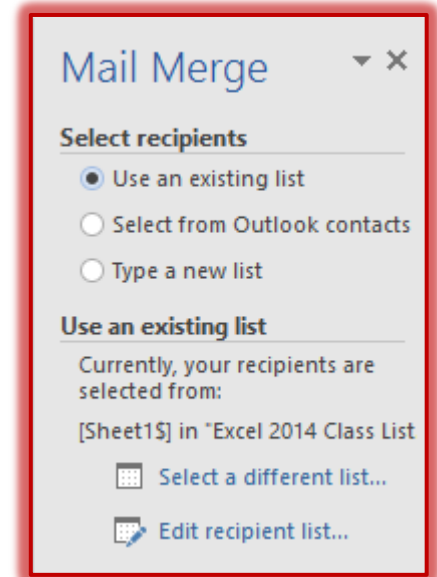 Mail Merge
Select recipients
Use an existing list
Select from Outlook contacts
Type a new list
Use an existing list
Currently, your recipients are
selected from:
[Sheet1$] in "Excel 2014 Class List
Select a different list...
Edit recipient list...